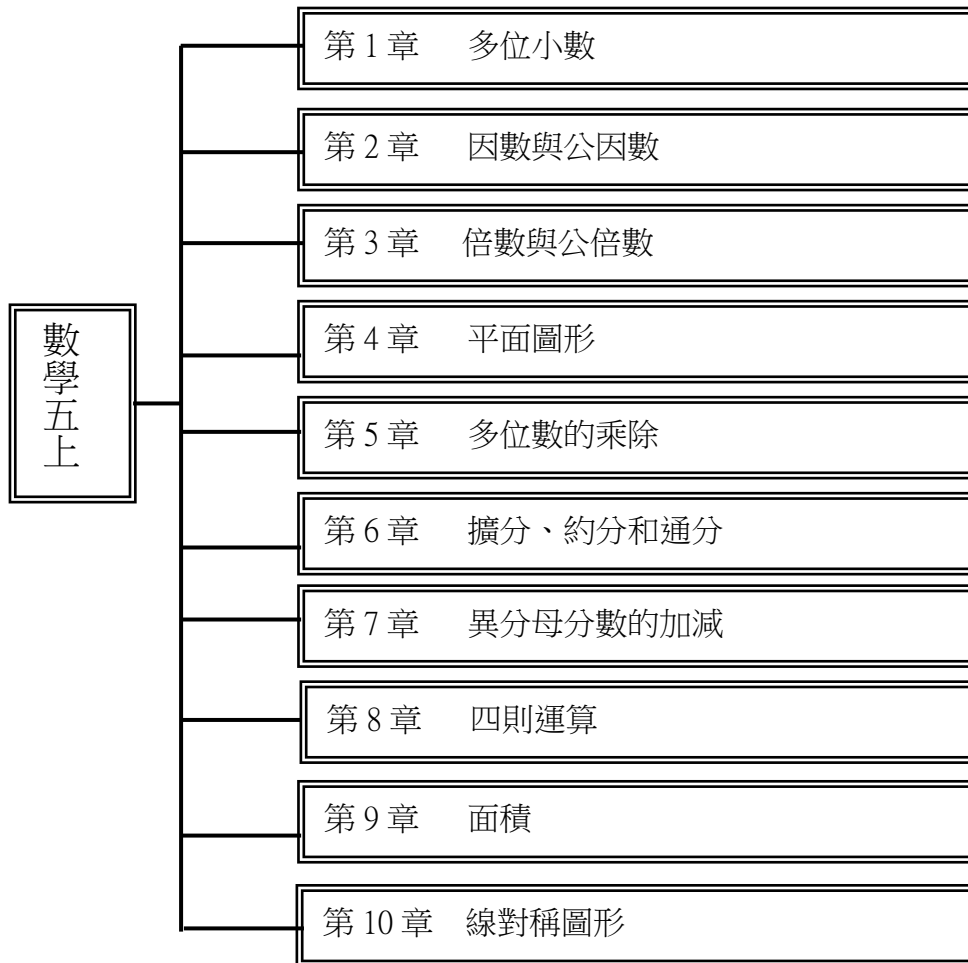 數學五上
第1章 多位小數
第2章 因數與公因數
第3章 倍數與公倍數
第4章 平面圖形
第5章 多位數的乘除
第6章 擴分、約分和通分
第7章 異分母分數的加減
第8章 四則運算
第9章 面積
第10章 線對稱圖形